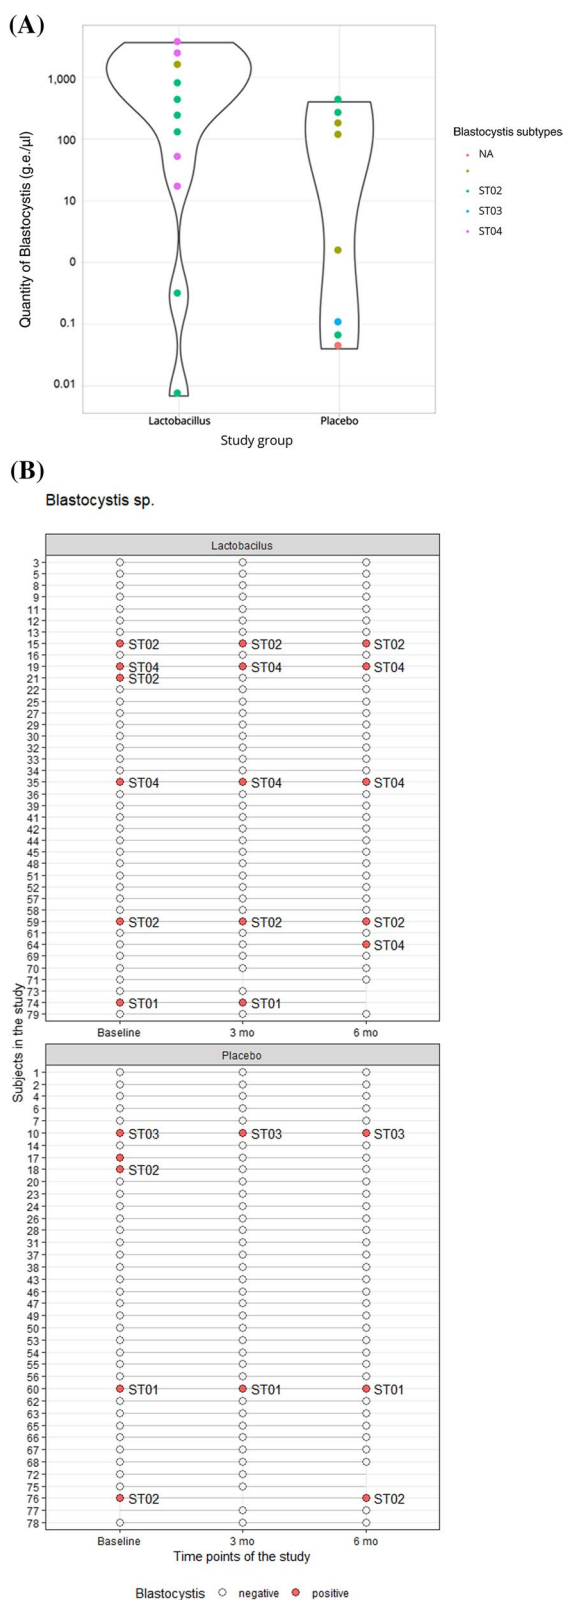 (A)
Quantity of Blastocystis (g.e./µl)
1,000
100
10
0
0.1
0.01
Lactobacillus Placebo
Study group
Blastocystis subtypes
NA
ST02
ST03
ST04
(B)
Blastocystis sp.
Subjects in the study
Lactobacilus
3
5
8
9
11
12
13
15 ST02 ST02 ST02
16
19 ST04 ST04 ST04
21 ST02
22
25
27
29
30
32
33
34
35 ST04 ST04 ST04
36
39
41
42
44
45
48
51
52
57
58
59 ST02 ST02 ST02
61
64 ST04
69
70
71
73
74 ST01 ST01
79
Baseline 3 mo 6 mo
Placebo
1
2
4
6
7
10 ST03 ST03 ST03
14
17
18 ST02
20
23
24
26
28
31
37
38
43
46
47
49
50
53
54
55
56
60 ST01 ST01 ST01
62
63
65
66
67
68
72
75
76 ST02 ST02
77
78
Baseline 3 mo 6 mo
Time points of the study
Blastocystis negative positive